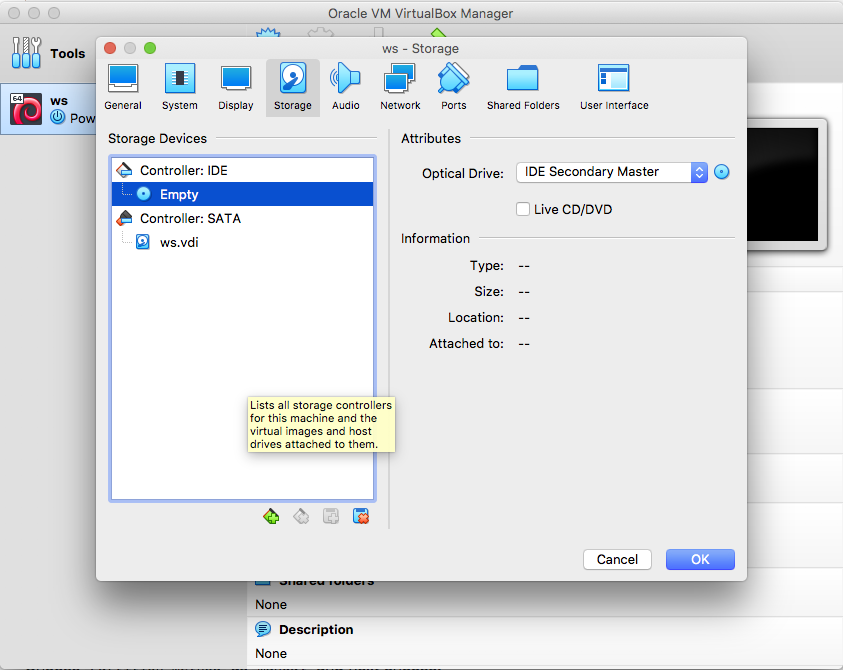 Oracle VM VirtualBox Manager
Tools
64
ws
Pow
ws - Storage
General
System
Display
Storage
Audio
Network
Ports
Shared Folders
User Interface
Storage Devices
Controller: IDE
Empty
Controller: SATA
ws.vdi
Lists all storage controllers
for this machine and the
virtual images and host
drives attached to them.
Attributes
Optical Drive: IDE Secondary Master
Live CD/DVD
Information
Type: --
Size: --
Location: --
Attached to: --
Cancel
OK
Shared folders
None
Description
None